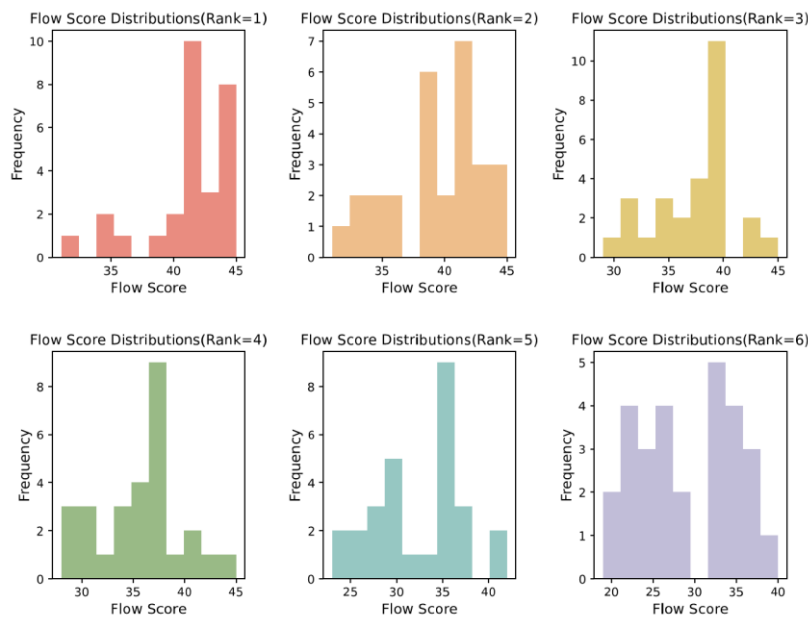 Flow Score Distributions(Rank=1)
Frequency
10
8
6
4
2
0
35 40 45
Flow Score
Flow Score Distributions(Rank=2)
Frequency
7
6
5
4
3
2
1
0
35 40 45
Flow Score
Flow Score Distributions(Rank=3)
Frequency
10
8
6
4
2
0
30 35 40 45
Flow Score
Flow Score Distributions(Rank=4)
Frequency
8
6
4
2
0
30 35 40 45
Flow Score
Flow Score Distributions(Rank=5)
Frequency
8
6
4
2
0
25 30 35 40
Flow Score
Flow Score Distributions(Rank=6)
Frequency
5
4
3
2
1
0
20 25 30 35 40
Flow Score